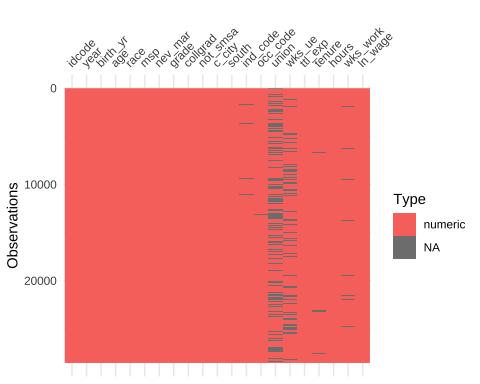 idcode
year
birth_yr
age
race
msp
nev_mar
grade
collgrad
not_smsa
c_city
south
ind_code
occ_code
union
wks_ue
ttl_exp
tenure
hours
wks_work
ln_wage
0
10000
20000
Observations
Type
numeric
NA